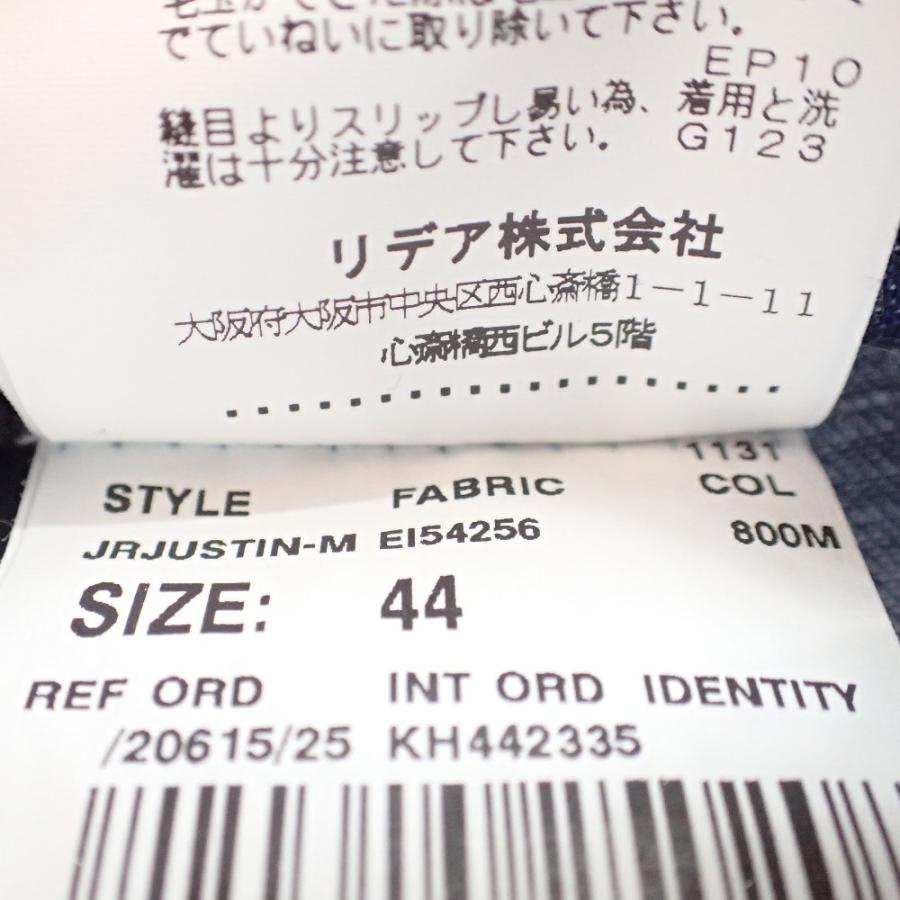 でていねいに取り除いて下さい。
EP10
縫目よりスリップし易い為、着用と洗
濯は十分注意して下さい。 G123
リデア株式会社
大阪府大阪市中央区西心斎橋1-1-11
心斎橋西ビル5階
1131
STYLE FABRIC COL
JRJUSTIN-M EI54256 800M
SIZE: 44
REF ORD INT ORD IDENTITY
/20615/25 KH442335